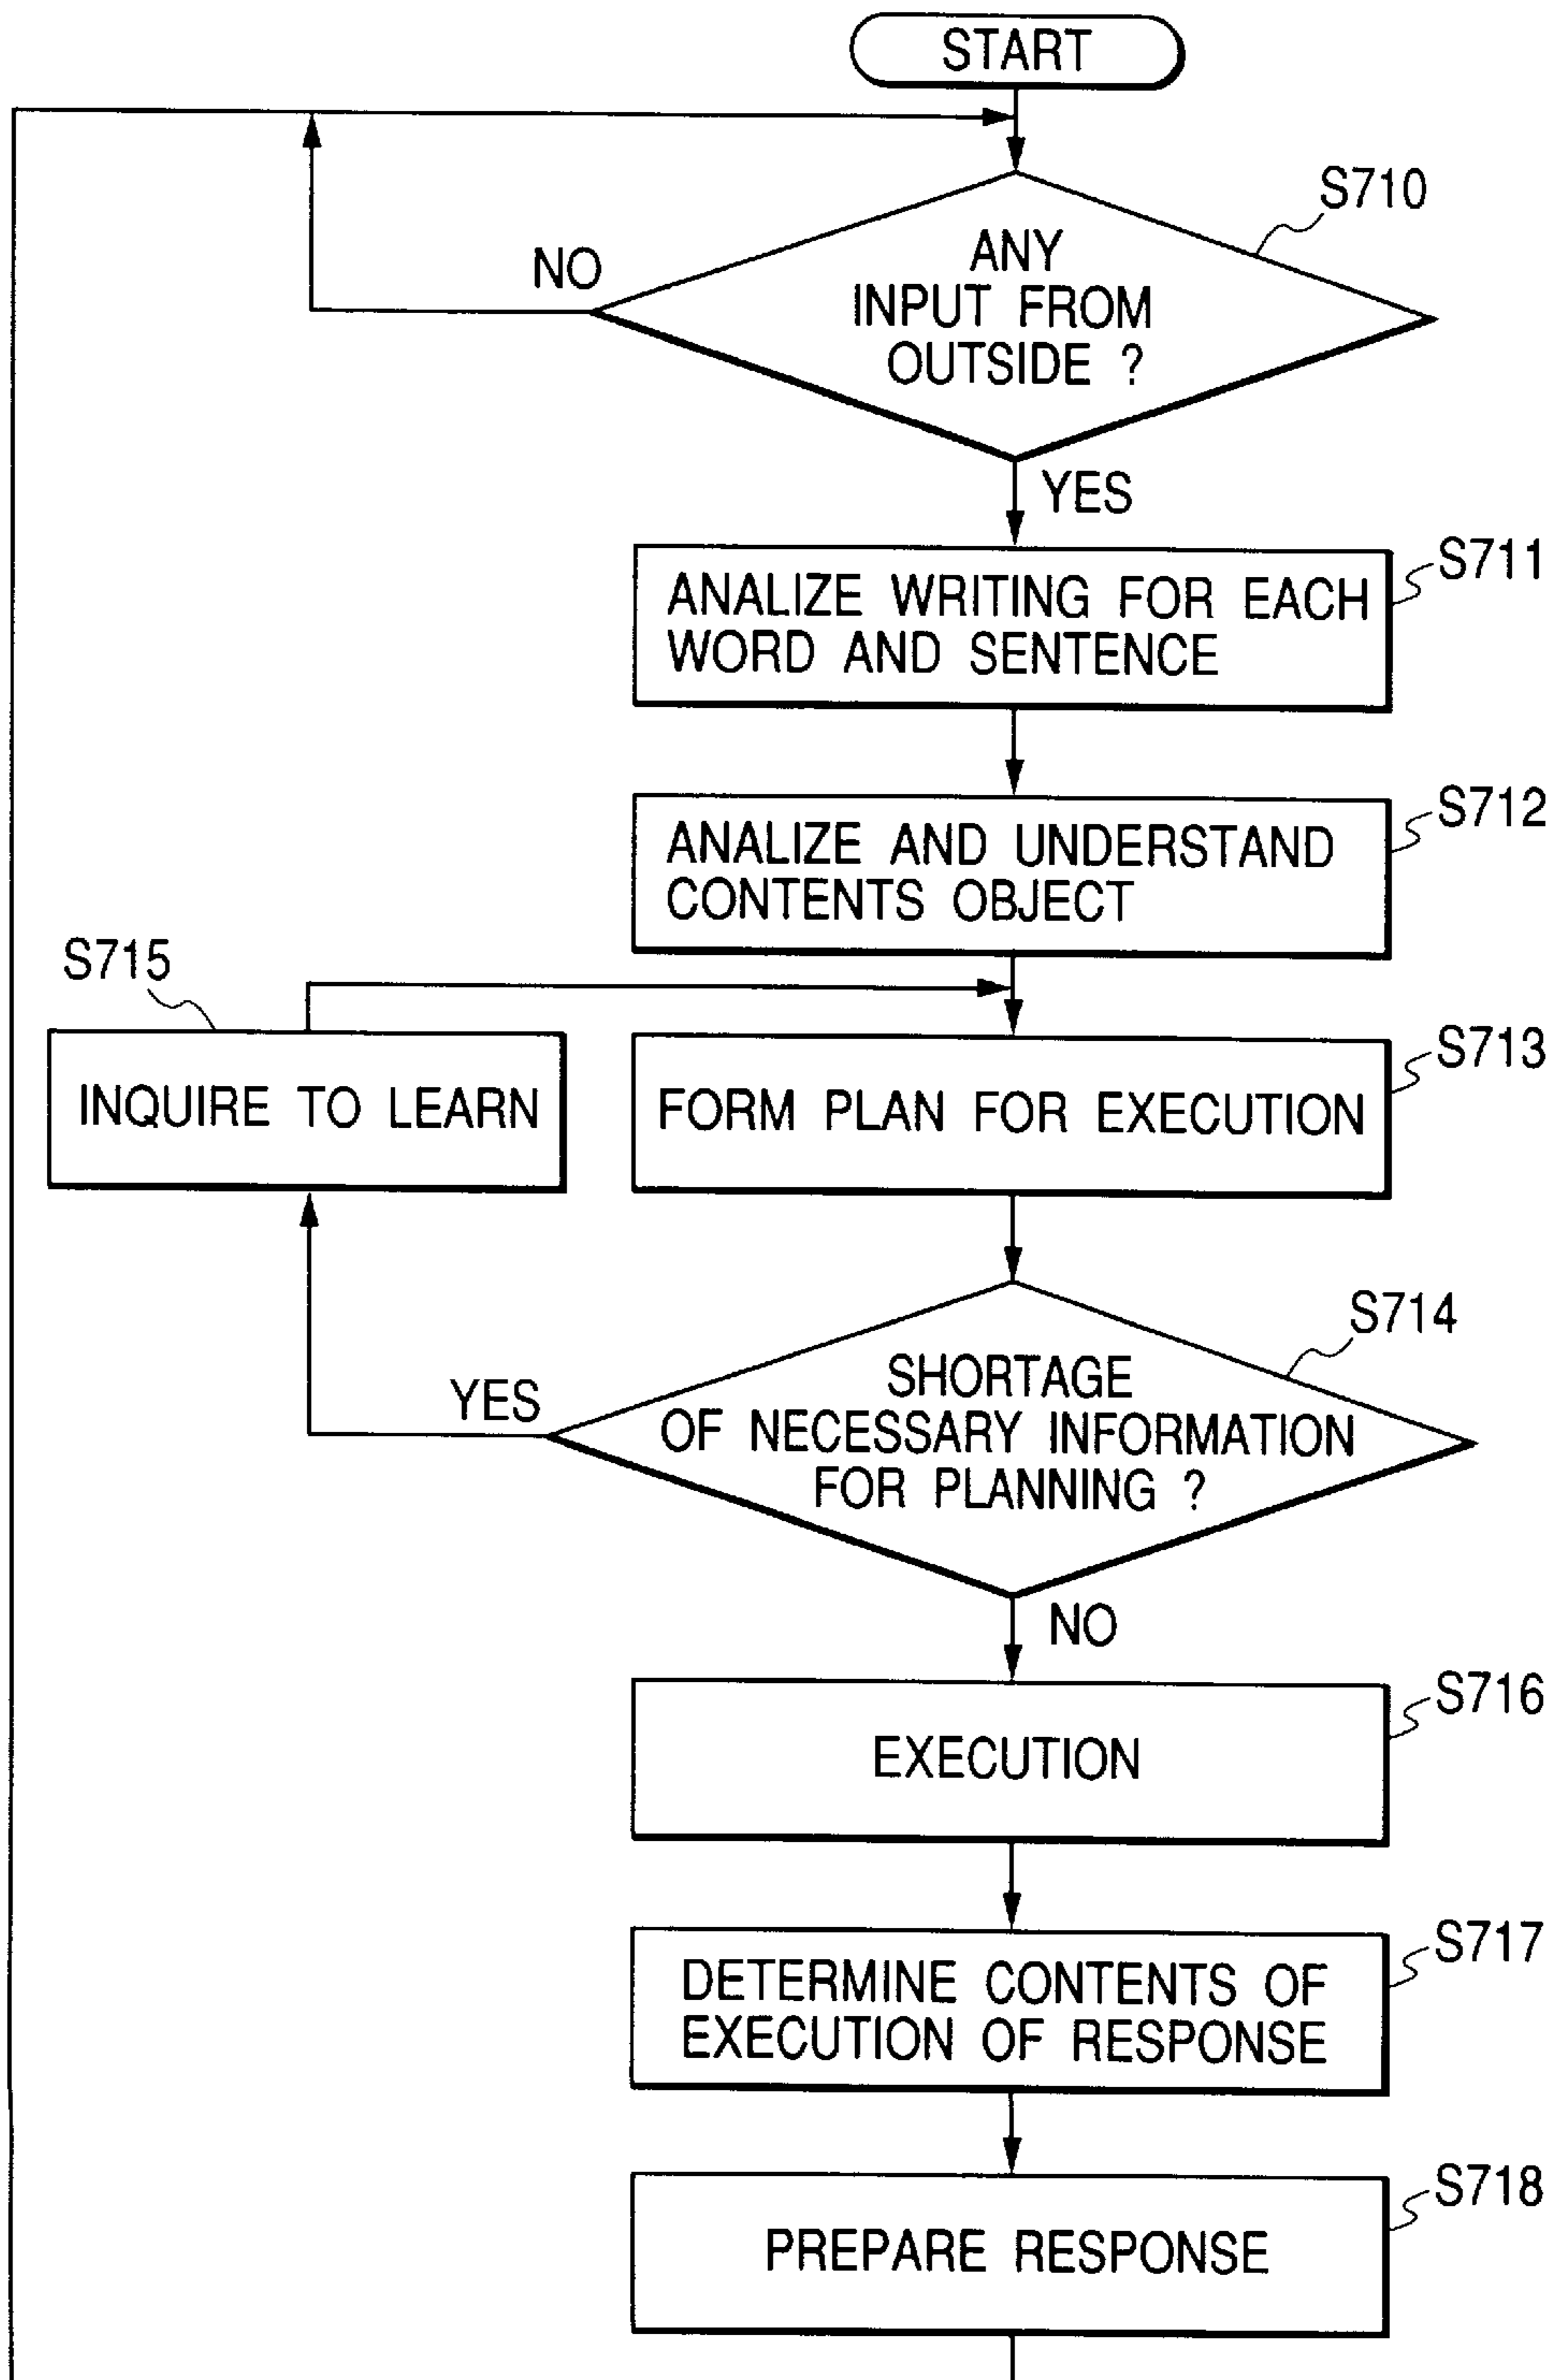 START
S710
NO
ANY
INPUT FROM
OUTSIDE ?
YES
S711
ANALIZE WRITING FOR EACH
WORD AND SENTENCE
S712
ANALIZE AND UNDERSTAND
CONTENTS OBJECT
S715
INQUIRE TO LEARN
S713
FORM PLAN FOR EXECUTION
S714
YES
SHORTAGE
OF NECESSARY INFORMATION
FOR PLANNING ?
NO
S716
EXECUTION
S717
DETERMINE CONTENTS OF
EXECUTION OF RESPONSE
S718
PREPARE RESPONSE